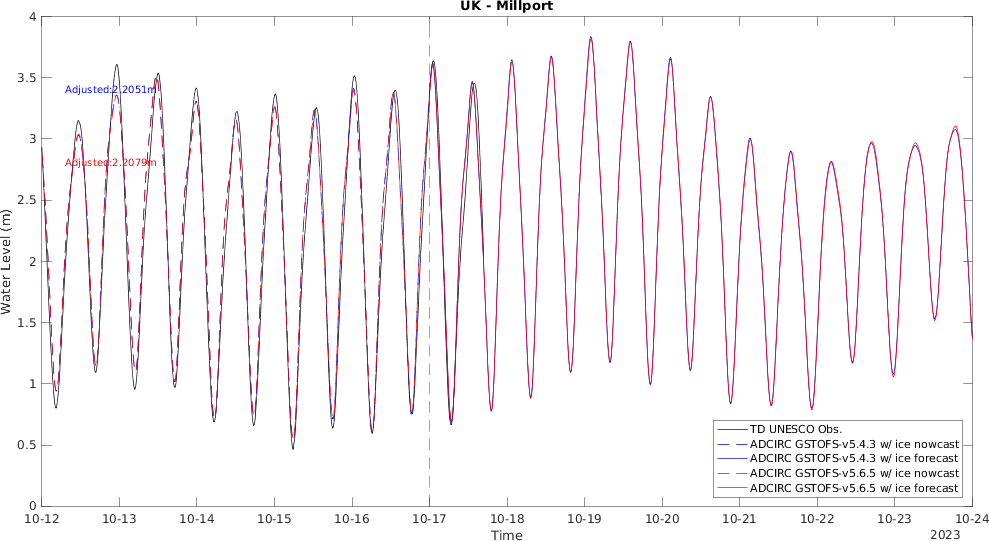 UK - Millport
4
3.5
3
2.5
2
1.5
1
0.5
0
Water Level (m)
Adjusted:2.2051m
Adjusted:2.2079m
TD UNESCO Obs.
ADCIRC GSTOFS-v5.4.3 w/ ice nowcast
ADCIRC GSTOFS-v5.4.3 w/ ice forecast
ADCIRC GSTOFS-v5.6.5 w/ ice nowcast
ADCIRC GSTOFS-v5.6.5 w/ ice forecast
10-12 10-13 10-14 10-15 10-16 10-17 10-18 10-19 10-20 10-21 10-22 10-23 10-24
Time
2023